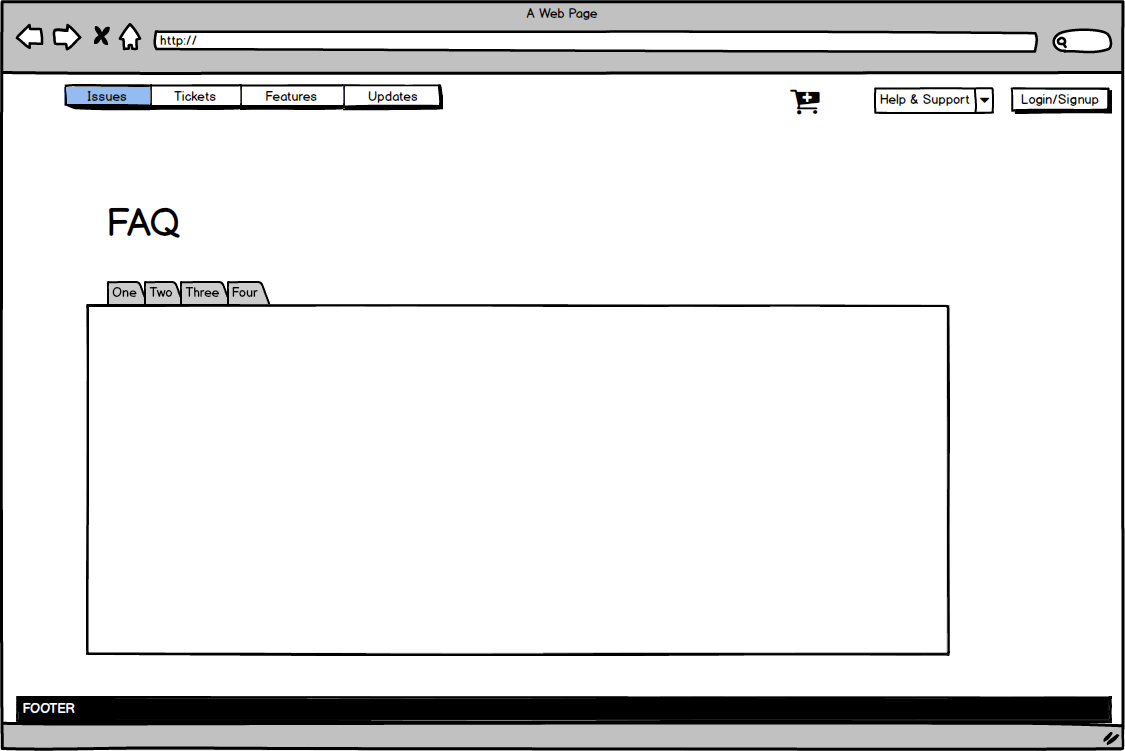 A Web Page
http://
Issues Tickets Features Updates Help & Support Login/Signup
FAQ
One Two Three Four
FOOTER